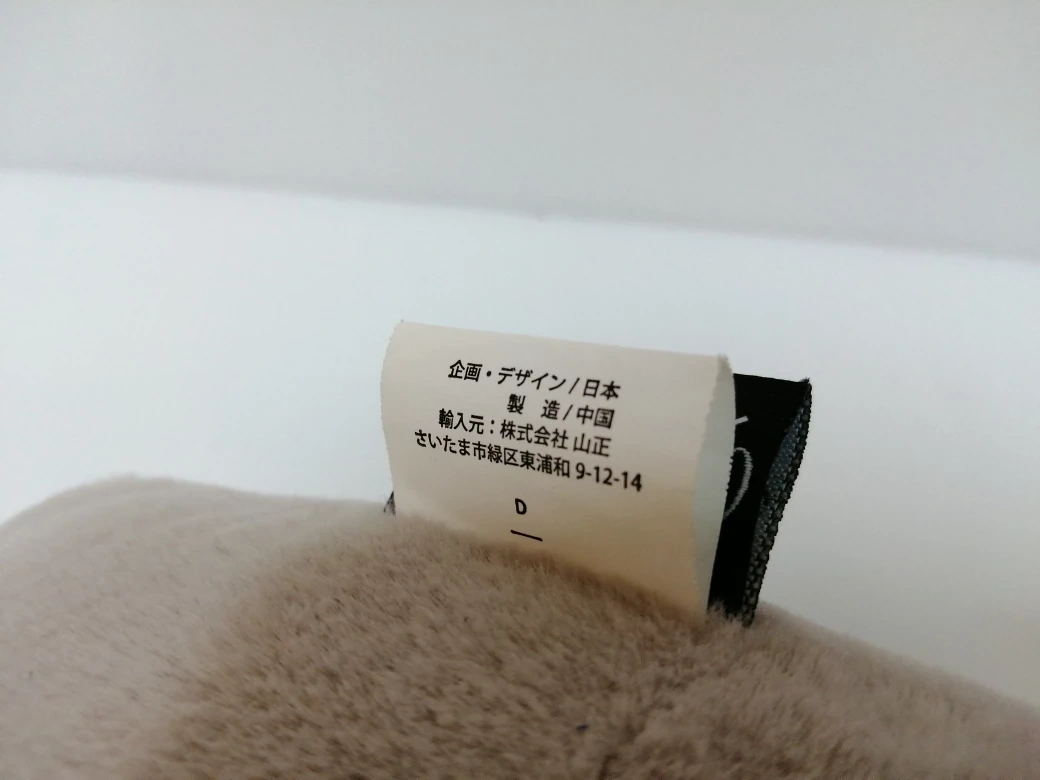 企画・デザイン/日本
製　造/中国
輸入元：株式会社 山正
さいたま市緑区東浦和 9-12-14
D